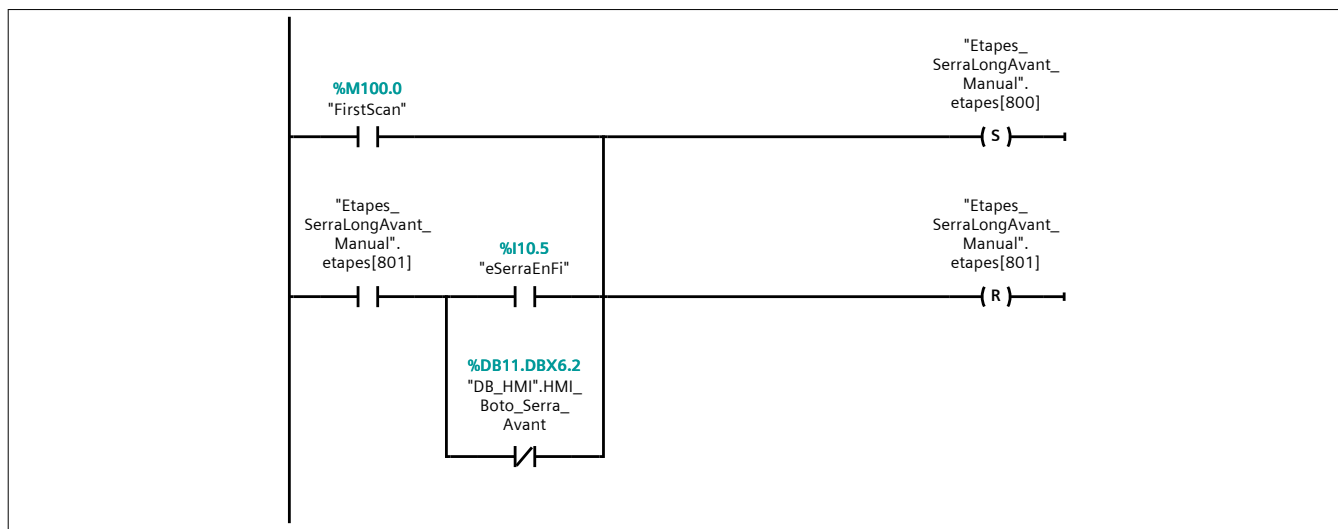 "Etapes_
SerraLongAvant_
Manual".
etapes[800]
%M100.0
"FirstScan"
S
"Etapes_
SerraLongAvant_
Manual".
etapes[801]
%I10.5
"eSerraEnFi"
"Etapes_
SerraLongAvant_
Manual".
etapes[801]
R
%DB11.DBX6.2
"DB_HMI".HMI_
Boto_Serra_
Avant